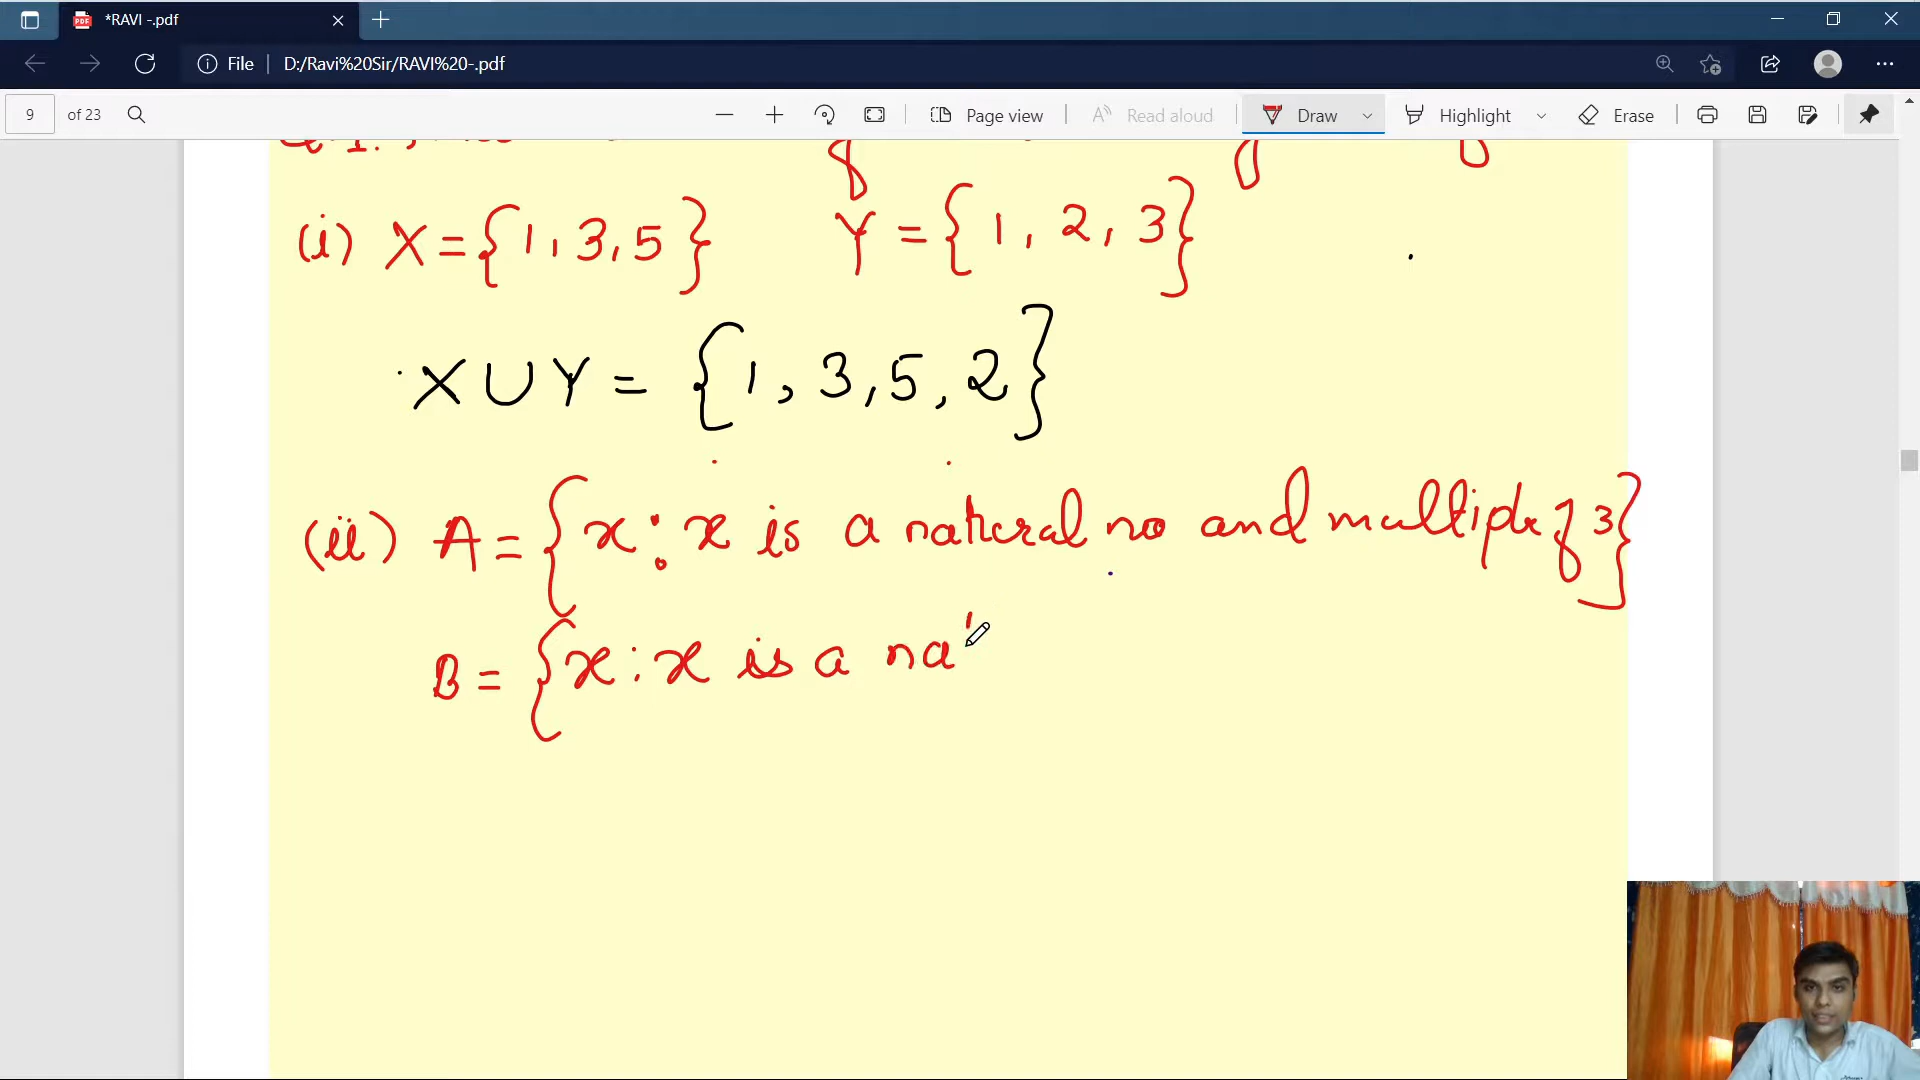 *RAVI -.pdf
File D:/Ravi%20Sir/RAVI%20-.pdf
9 of 23 Page view Read aloud Draw Highlight Erase
(i) X = {1, 3, 5} Y = {1, 2, 3}
X U Y = {1, 3, 5, 2}
(ii) A = {x : x is a natural no and multiple of 3}
B = {x : x is a na